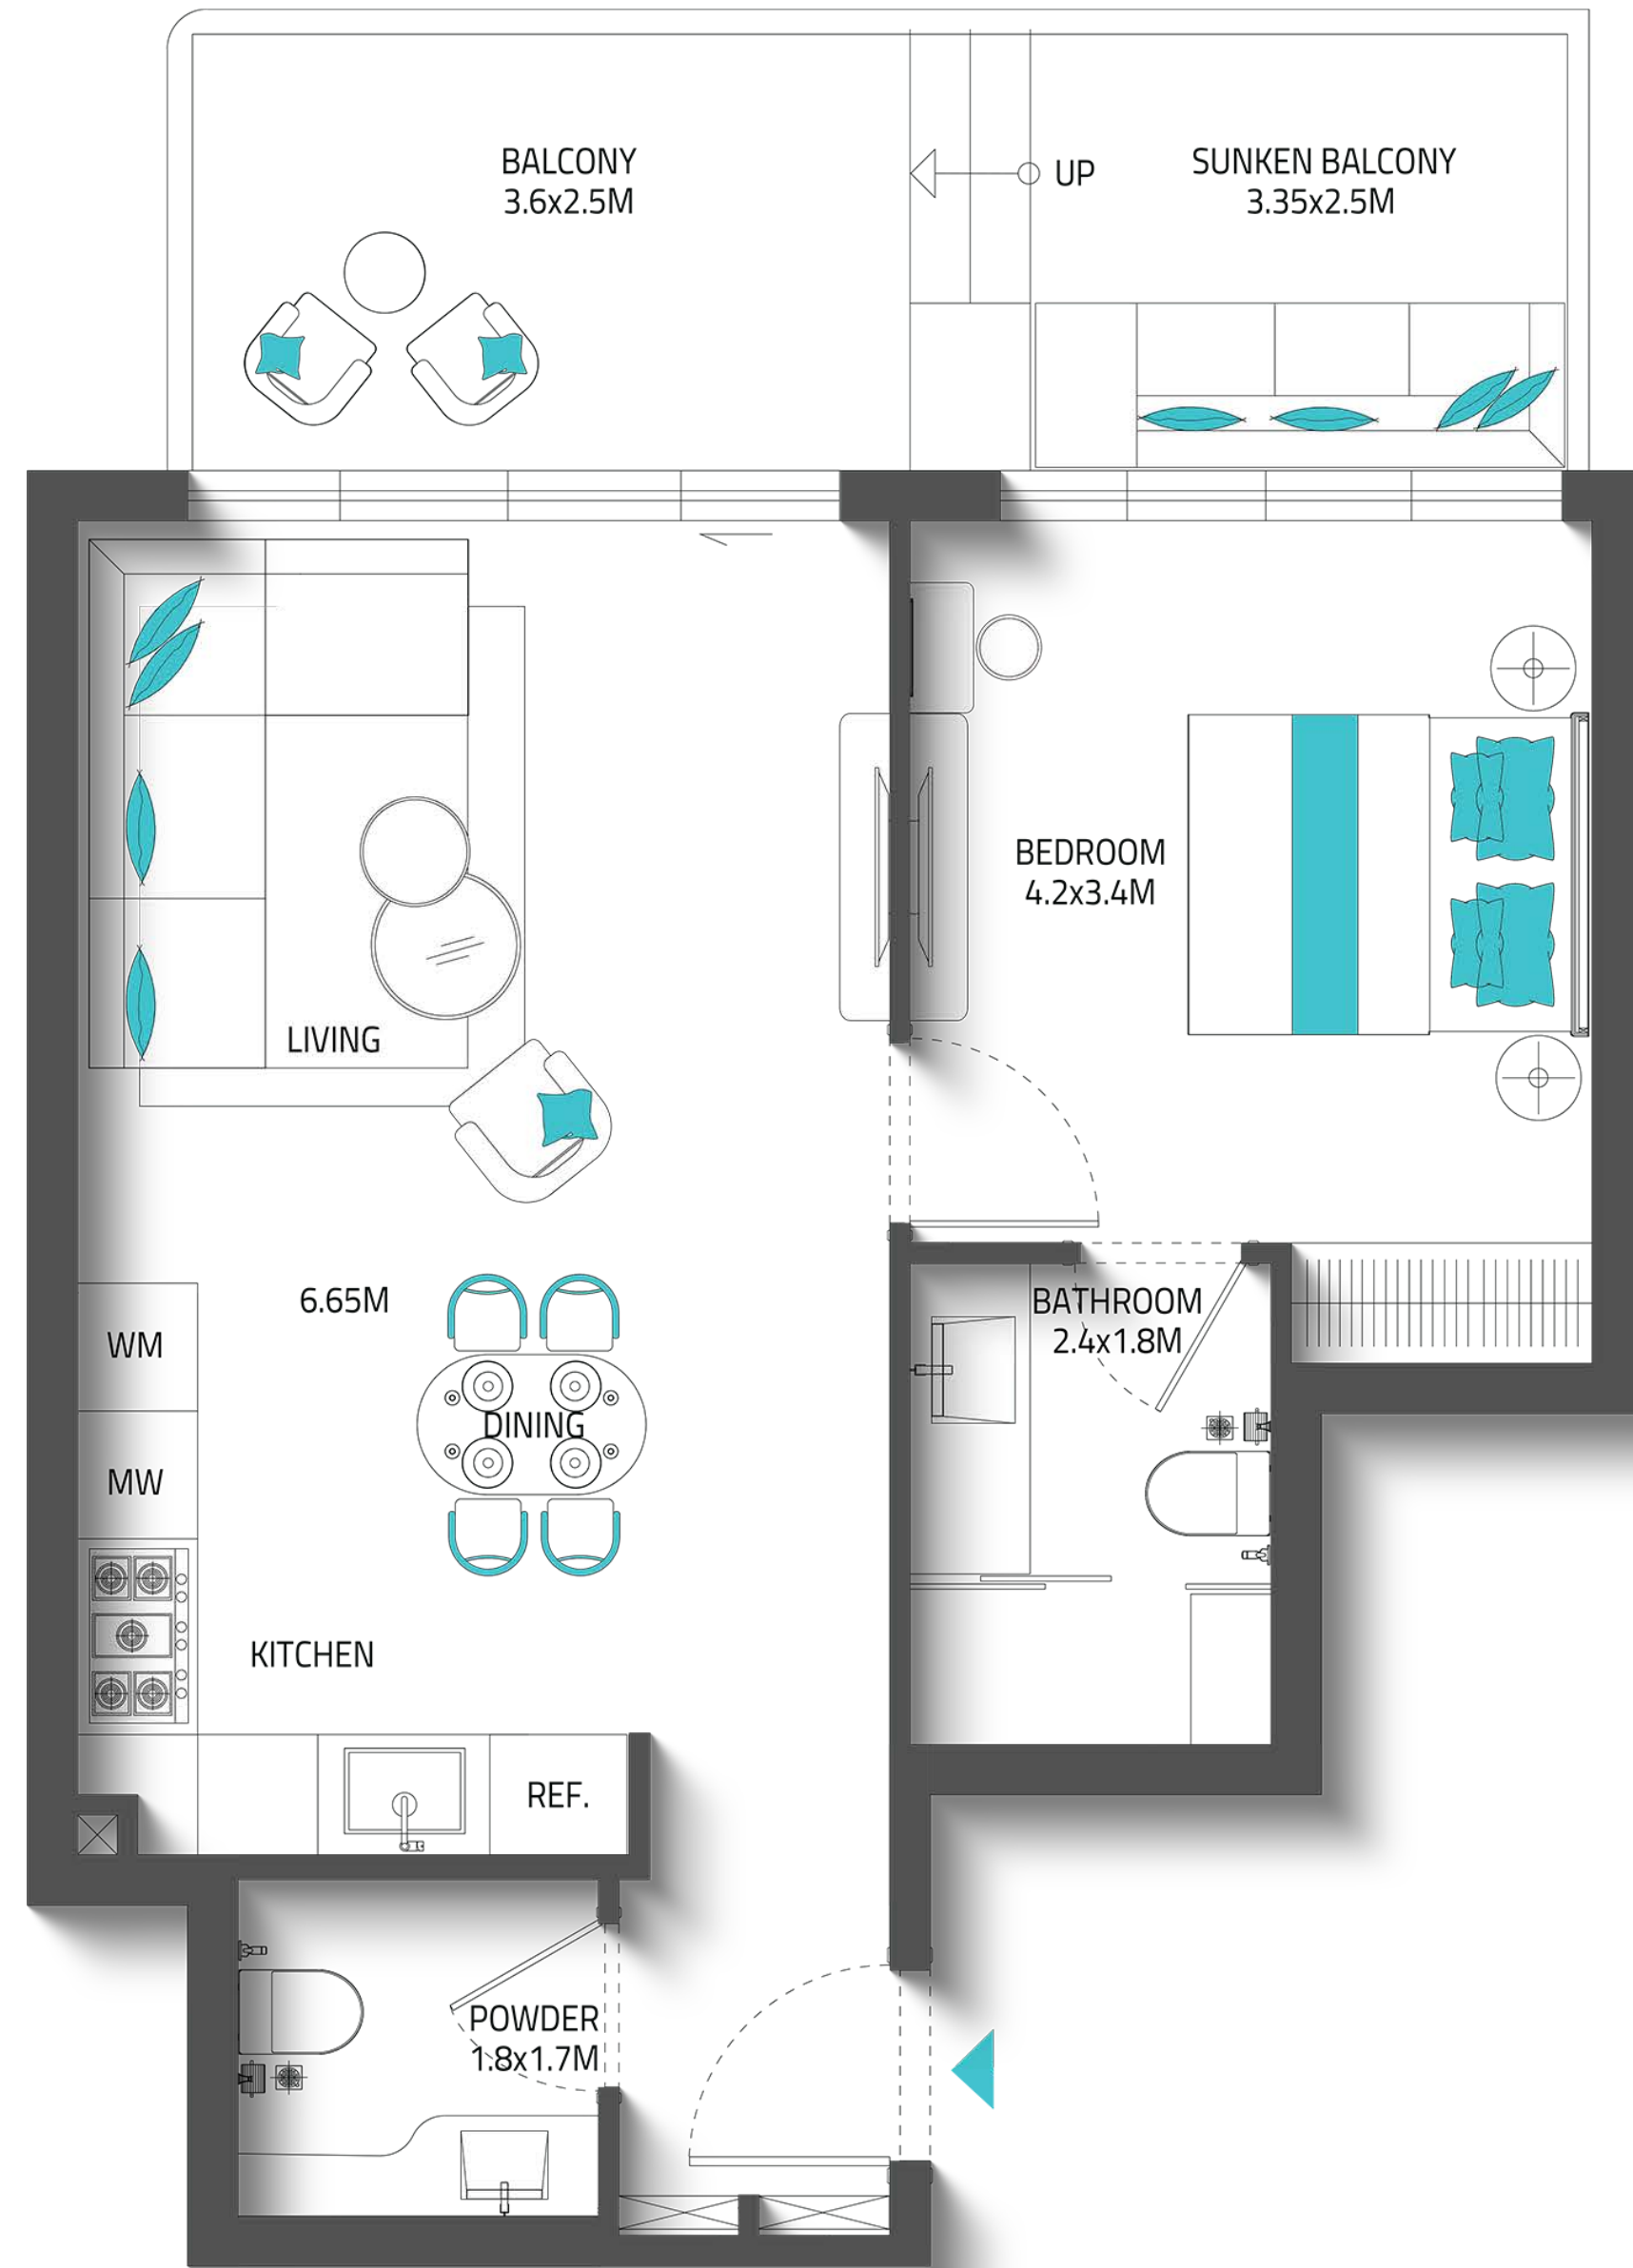 BALCONY
3.6x2.5M
UP
SUNKEN BALCONY
3.35x2.5M
BEDROOM
4.2x3.4M
LIVING
6.65M
WM
BATHROOM
2.4x1.8M
DINING
MW
KITCHEN
REF.
POWDER
1.8x1.7M